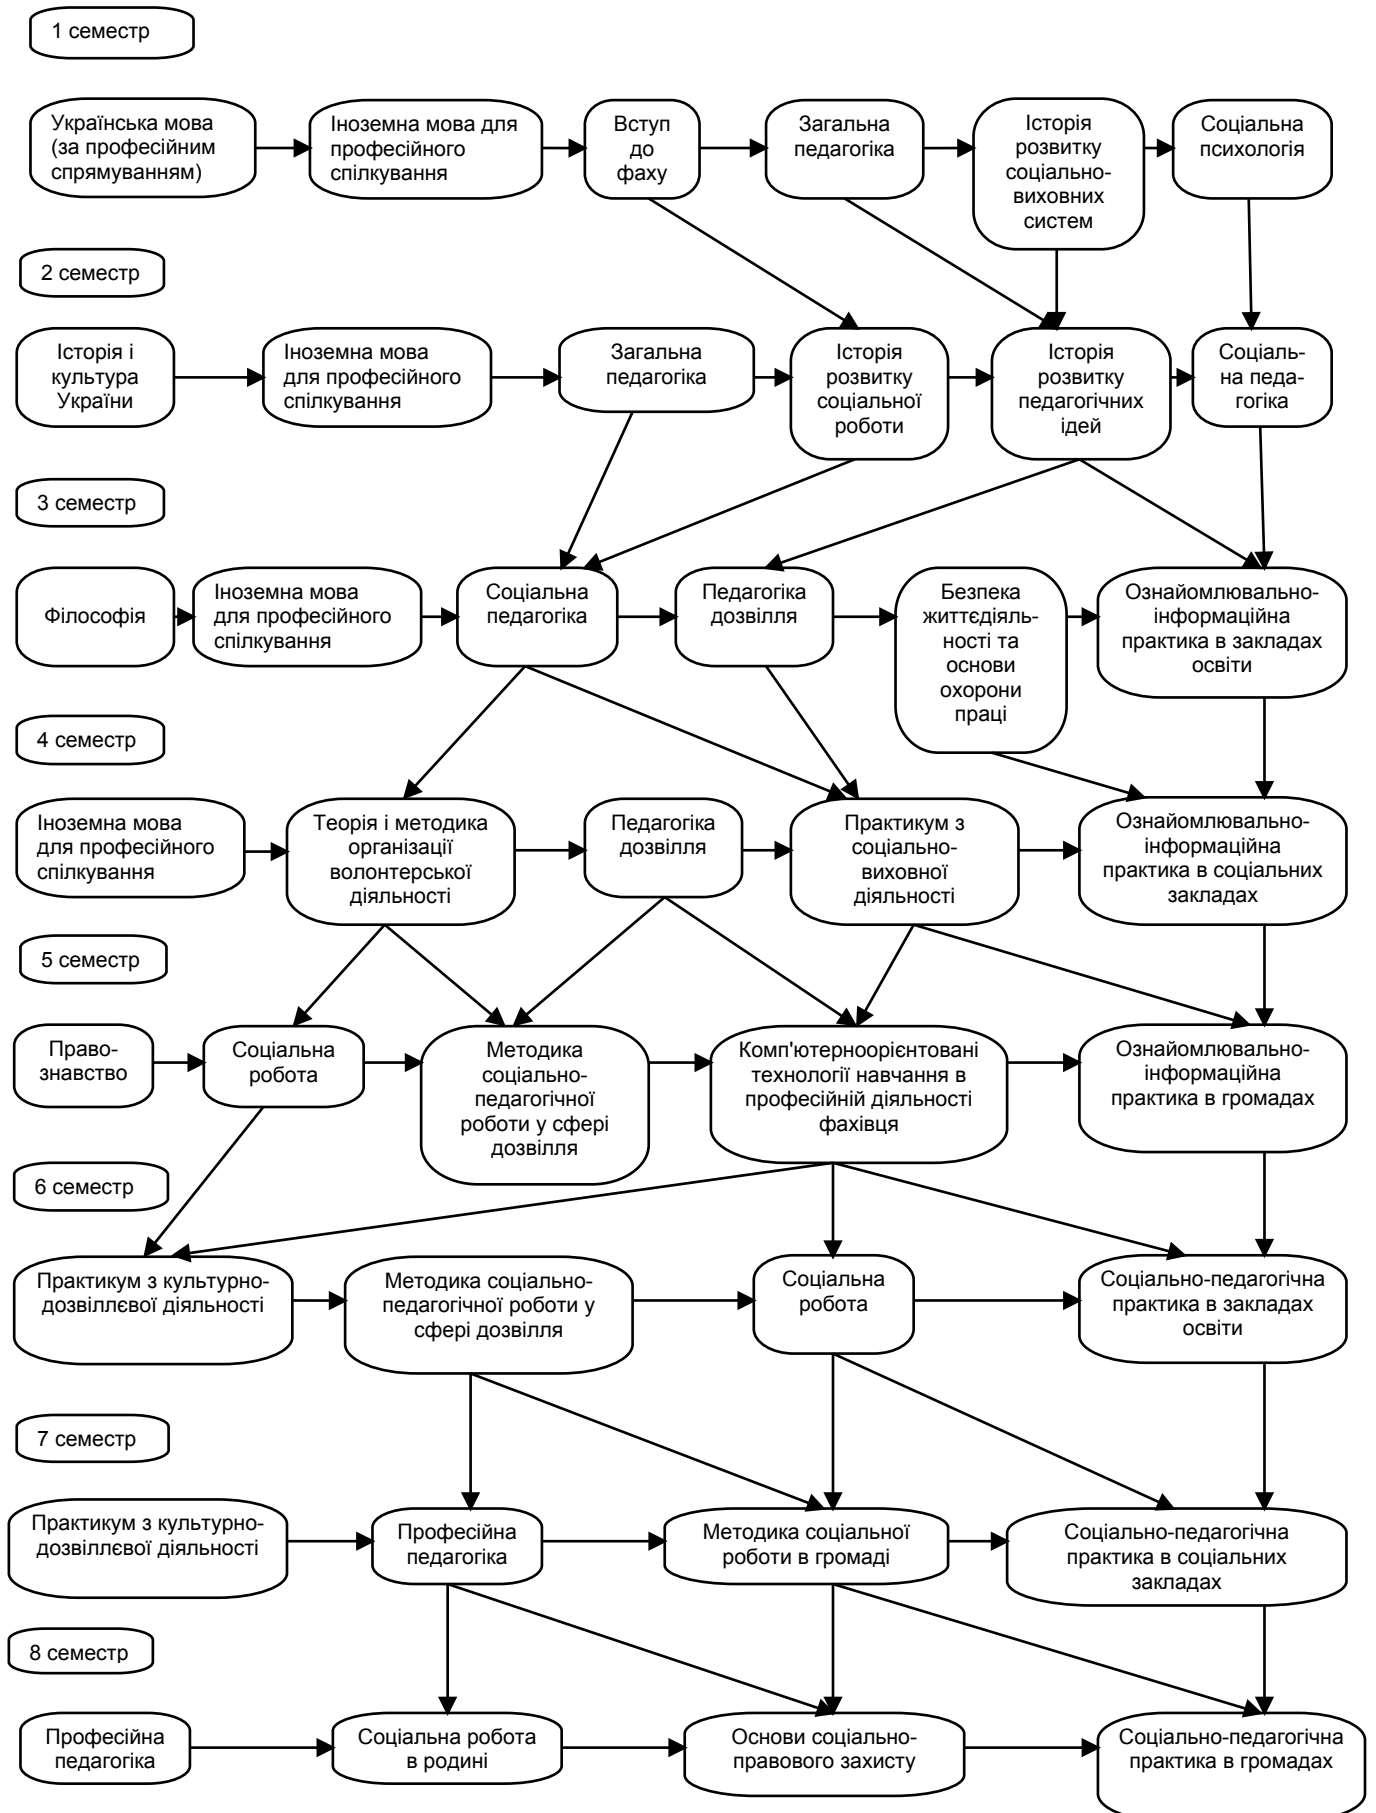 1 семестр
Українська мова
(за професійним
спрямуванням)
Іноземна мова для
професійного
спілкування
Вступ
до
фаху
Загальна
педагогіка
Історія
розвитку
соціально-
виховних
систем
Соціальна
психологія
2 семестр
Історія і
культура
України
Іноземна мова
для професійного
спілкування
Загальна
педагогіка
Історія
розвитку
соціальної
роботи
Історія
розвитку
педагогічних
ідей
Соціаль-
на педа-
гогіка
3 семестр
Філософія
Іноземна мова
для професійного
спілкування
Соціальна
педагогіка
Педагогіка
дозвілля
Безпека
життєдіяль-
ності та
основи
охорони
праці
Ознайомлювально-
інформаційна
практика в закладах
освіти
4 семестр
Іноземна мова
для професійного
спілкування
Теорія і методика
організації
волонтерської
діяльності
Педагогіка
дозвілля
Практикум з
соціально-
виховної
діяльності
Ознайомлювально-
інформаційна
практика в соціальних
закладах
5 семестр
Право-
знавство
Соціальна
робота
Методика
соціально-
педагогічної
роботи у сфері
дозвілля
Комп'ютерноорієнтовані
технології навчання в
професійній діяльності
фахівця
Ознайомлювально-
інформаційна
практика в громадах
6 семестр
Практикум з культурно-
дозвіллєвої діяльності
Методика соціально-
педагогічної роботи у
сфері дозвілля
Соціальна
робота
Соціально-педагогічна
практика в закладах
освіти
7 семестр
Практикум з культурно-
дозвіллєвої діяльності
Професійна
педагогіка
Методика соціальної
роботи в громаді
Соціально-педагогічна
практика в соціальних
закладах
8 семестр
Професійна
педагогіка
Соціальна робота
в родині
Основи соціально-
правового захисту
Соціально-педагогічна
практика в громадах